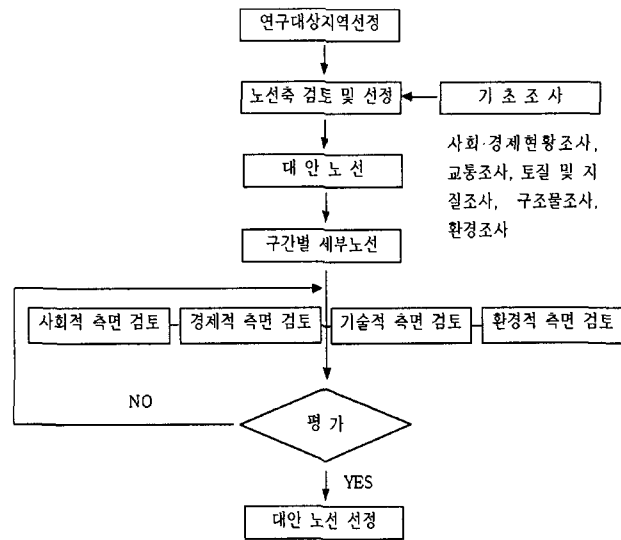 연구대상지역선정
노선축 검토 및 선정
기 초 조 사
사회·경제현황조사,
교통조사, 토질 및 지
질조사, 구조물조사,
환경조사
대 안 노 선
구간별 세부노선
사회적 측면 검토
경제적 측면 검토
기술적 측면 검토
환경적 측면 검토
NO
평 가
YES
대안 노선 선정